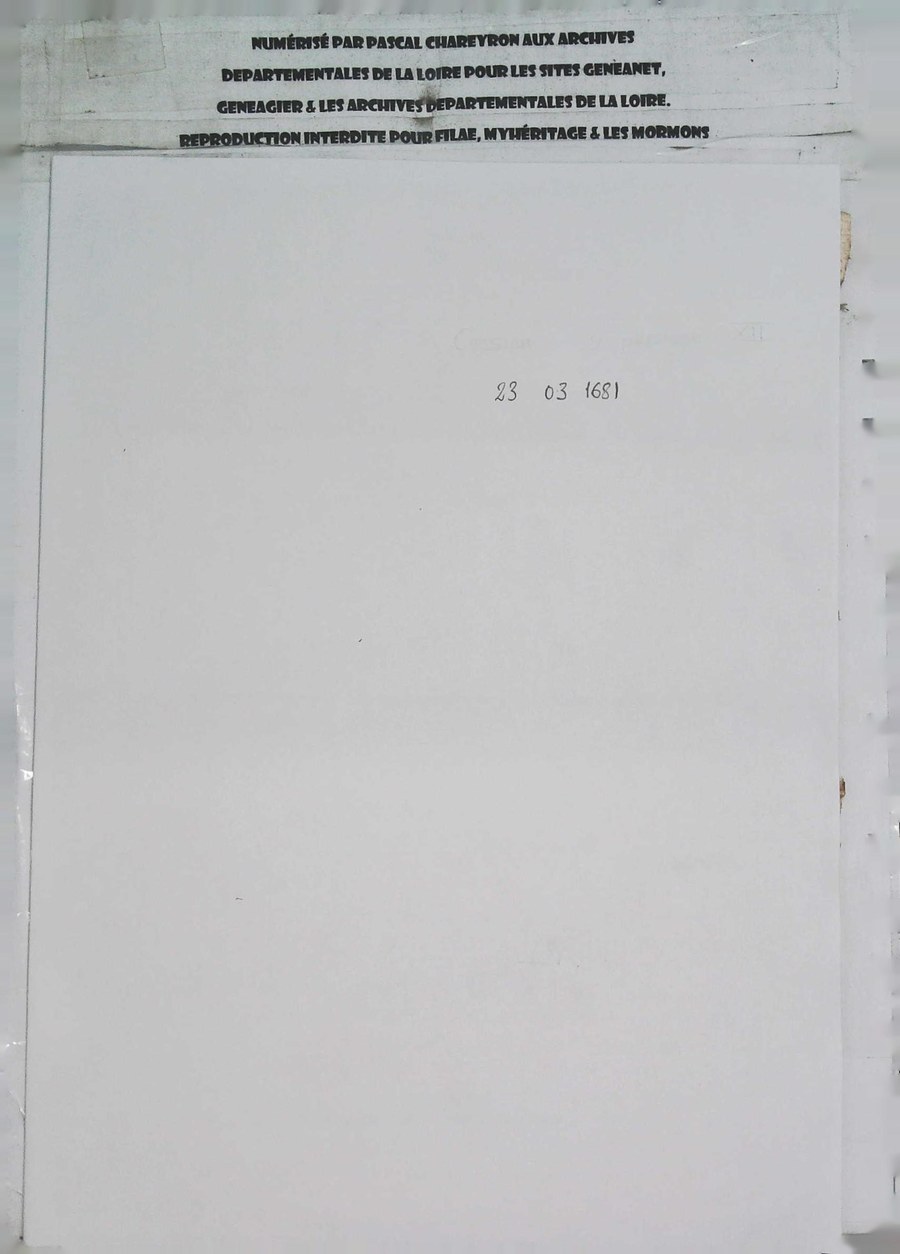 NUMÉRISÉ PAR PASCAL CHAREYRON AUX ARCHIVES
DEPARTEMENTALES DE LA LOIRE POUR LES SITES GENEANET,
GENEAGIER & LES ARCHIVES DEPARTEMENTALES DE LA LOIRE.
REPRODUCTION INTERDITE POUR FILAE, MYHÉRITAGE & LES MORMONS
23 03 1681